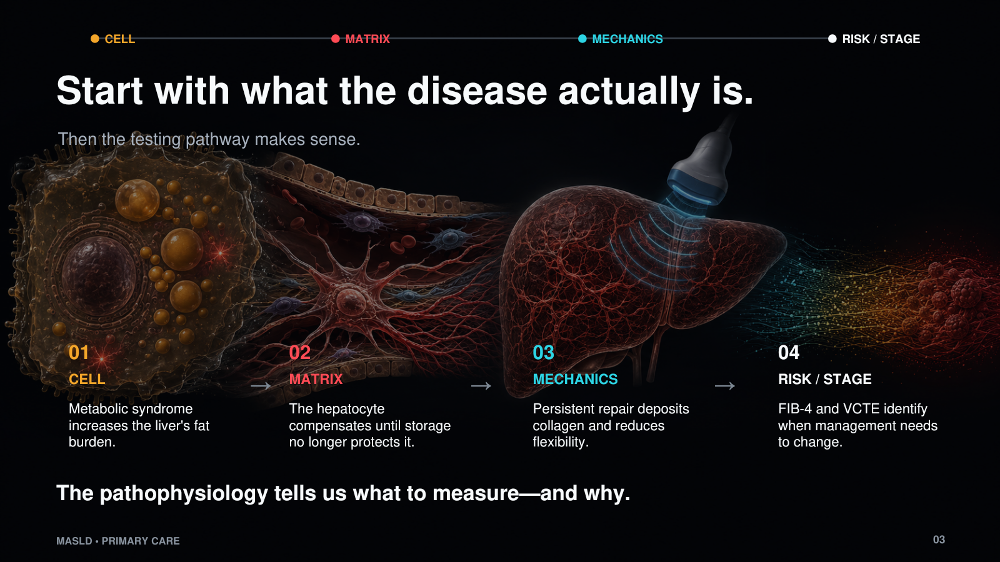 CELL
MATRIX
MECHANICS
RISK / STAGE
Start with what the disease actually is.
Then the testing pathway makes sense.
01
CELL
Metabolic syndrome
increases the liver's fat
burden.
→
02
MATRIX
The hepatocyte
compensates until storage
no longer protects it.
→
03
MECHANICS
Persistent repair deposits
collagen and reduces
flexibility.
→
04
RISK / STAGE
FIB-4 and VCTE identify
when management needs
to change.
The pathophysiology tells us what to measure—and why.
MASLD • PRIMARY CARE
03